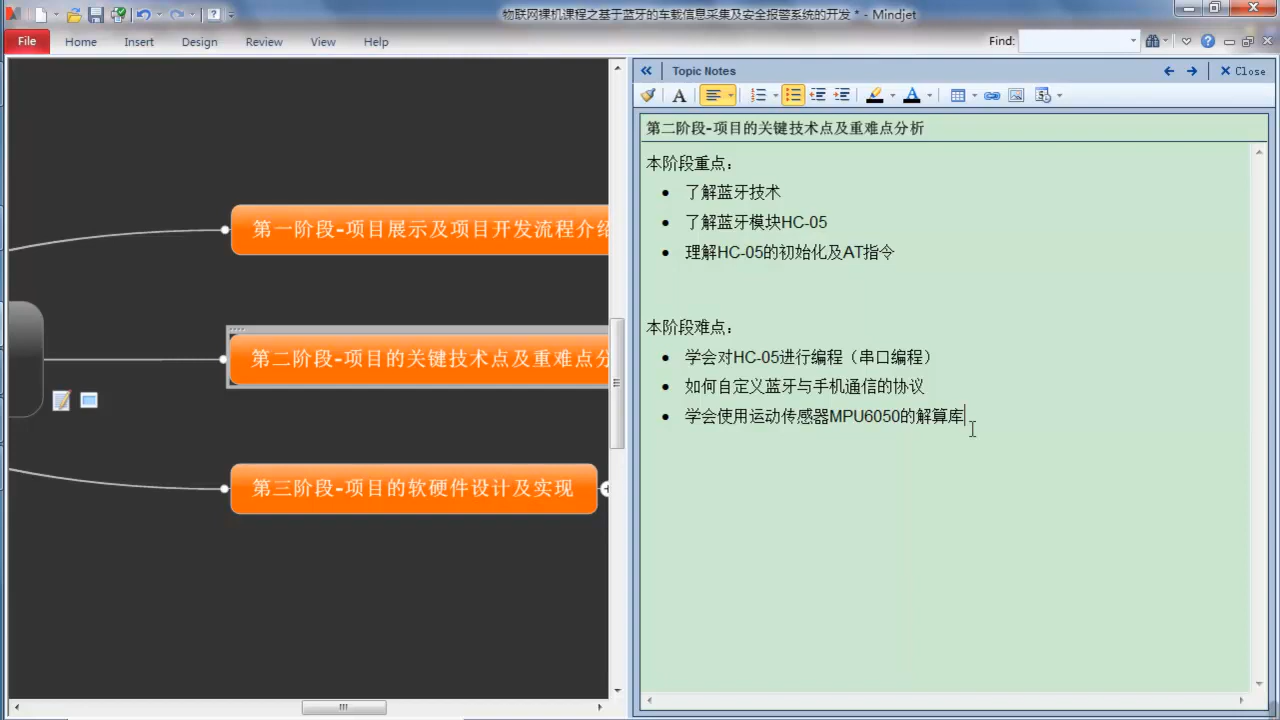 物联网裸机课程之基于蓝牙的车载信息采集及安全报警系统的开发 * - Mindjet
File Home Insert Design Review View Help Find:
Topic Notes Close
第二阶段-项目的关键技术点及重难点分析
本阶段重点：
了解蓝牙技术
了解蓝牙模块HC-05
理解HC-05的初始化及AT指令
本阶段难点：
学会对HC-05进行编程（串口编程）
如何自定义蓝牙与手机通信的协议
学会使用运动传感器MPU6050的解算库
第一阶段-项目展示及项目开发流程介绍
第二阶段-项目的关键技术点及重难点分
第三阶段-项目的软硬件设计及实现